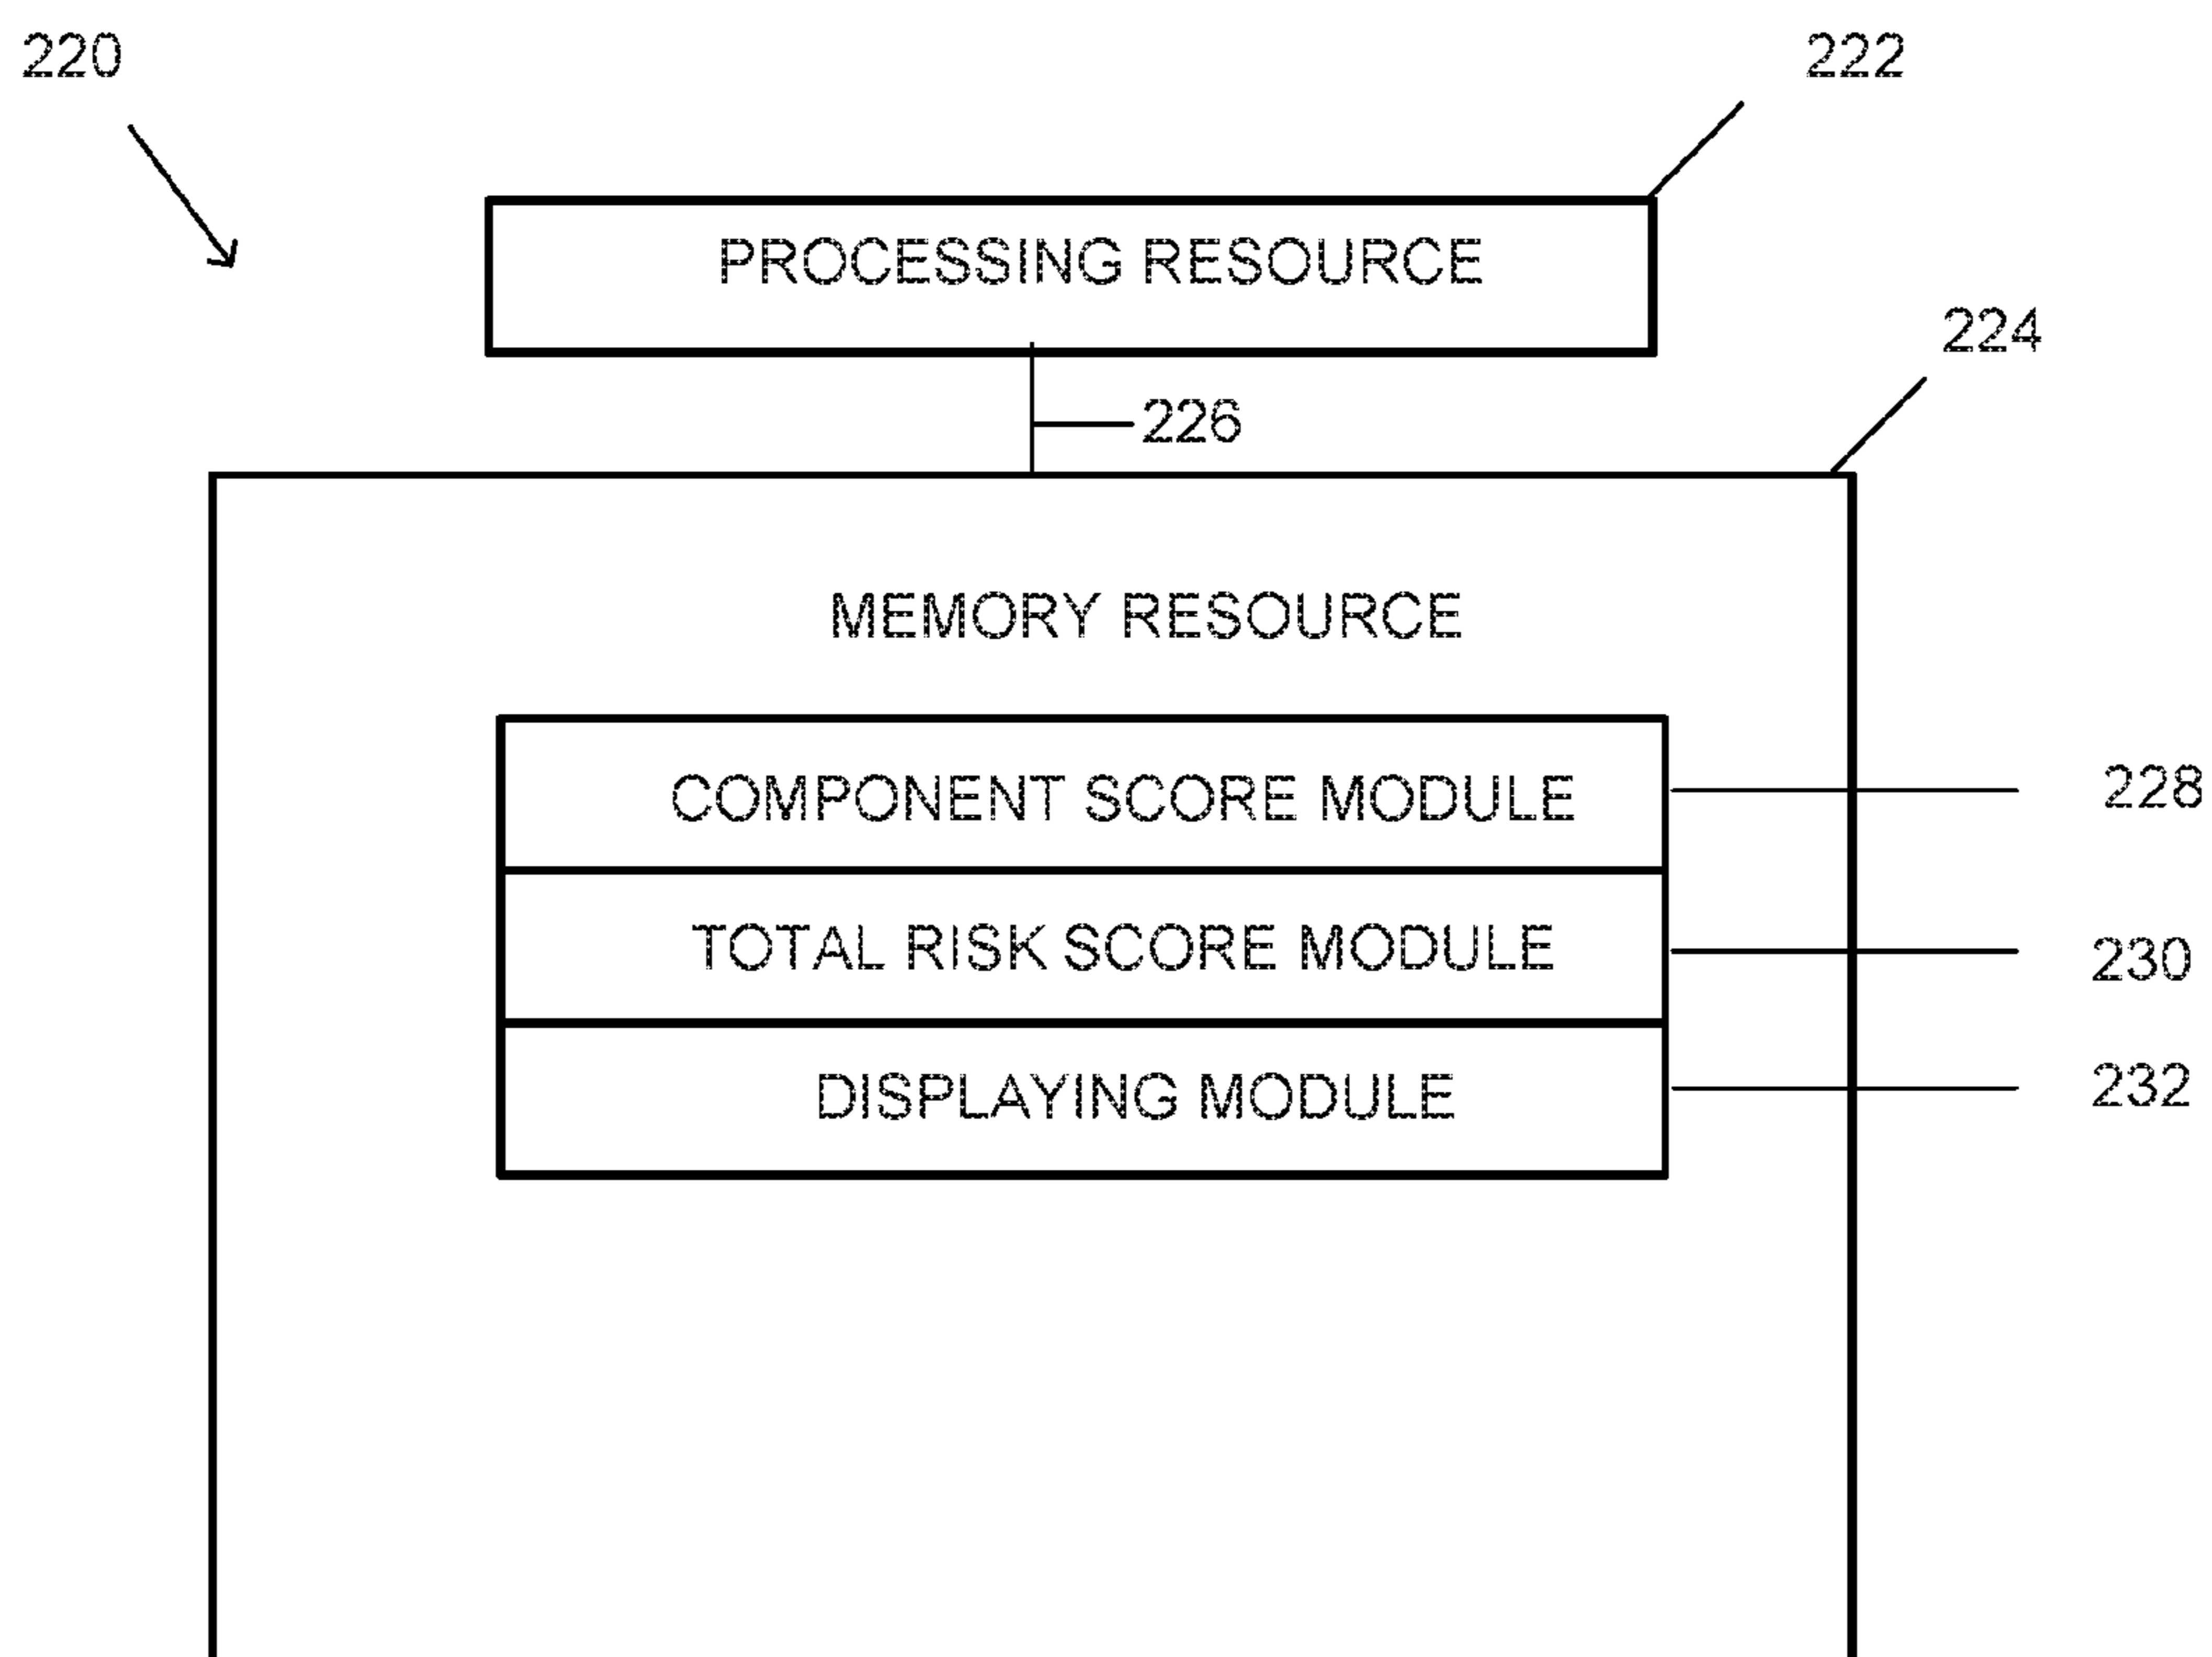 220
222
PROCESSING RESOURCE
224
226
MEMORY RESOURCE
COMPONENT SCORE MODULE
228
TOTAL RISK SCORE MODULE
230
DISPLAYING MODULE
232